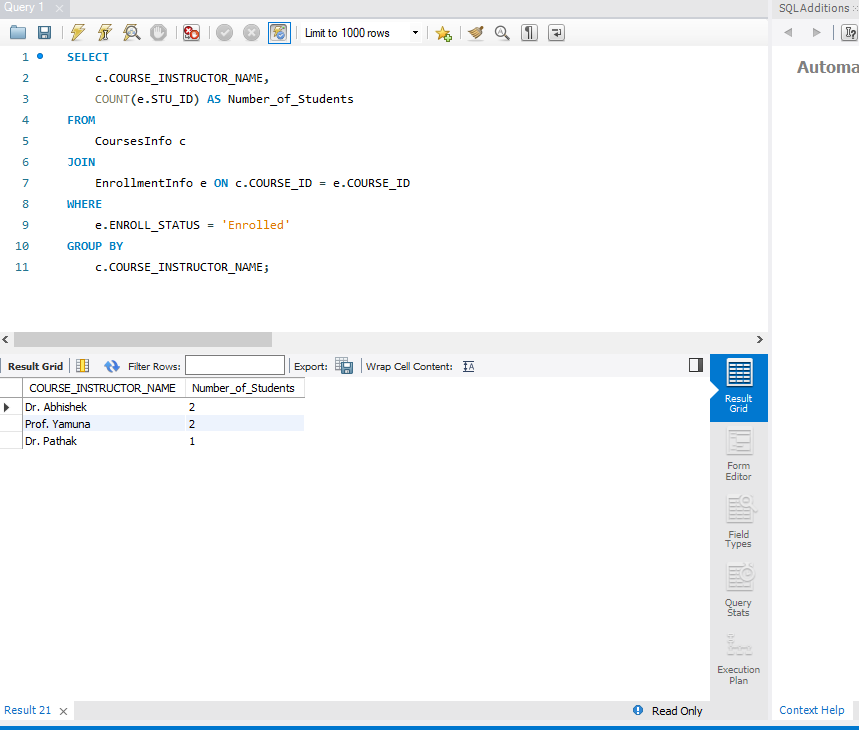 Query 1
SQLAdditions
Limit to 1000 rows
Automa
1 SELECT
2 c.COURSE_INSTRUCTOR_NAME,
3 COUNT(e.STU_ID) AS Number_of_Students
4 FROM
5 CoursesInfo c
6 JOIN
7 EnrollmentInfo e ON c.COURSE_ID = e.COURSE_ID
8 WHERE
9 e.ENROLL_STATUS = 'Enrolled'
10 GROUP BY
11 c.COURSE_INSTRUCTOR_NAME;
Result Grid Filter Rows: Export: Wrap Cell Content:
COURSE_INSTRUCTOR_NAME Number_of_Students
Dr. Abhishek 2
Prof. Yamuna 2
Dr. Pathak 1
Result
Grid
Form
Editor
Field
Types
Query
Stats
Execution
Plan
Result 21 Read Only Context Help